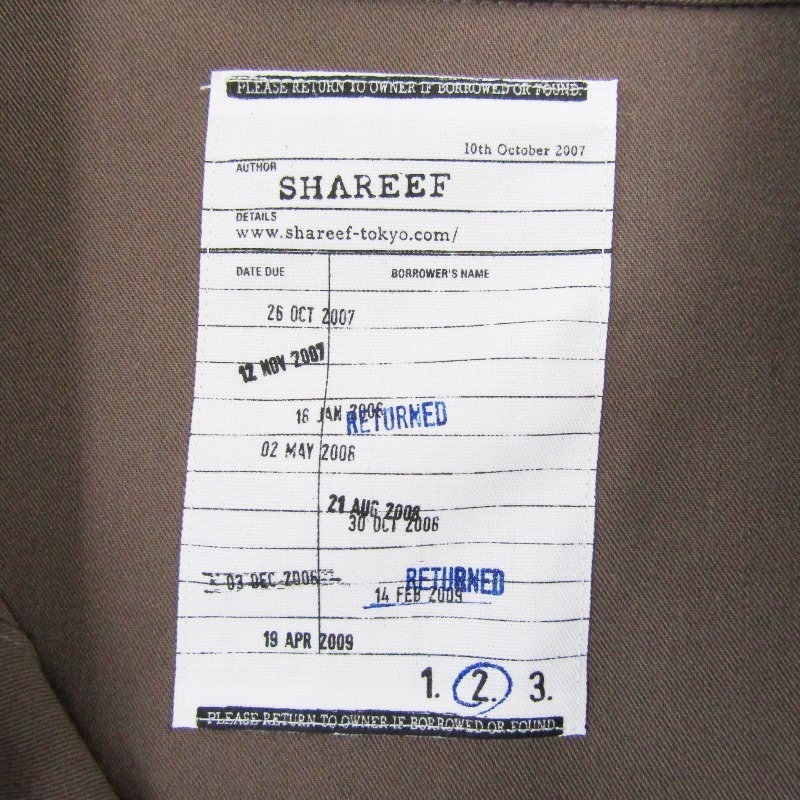 PLEASE RETURN TO OWNER IF BORROWED OR FOUND.
10th October 2007
AUTHOR
SHAREEF
DETAILS
www.shareef-tokyo.com/
DATE DUE BORROWER'S NAME
26 OCT 2007
12 NOV 2007
16 JAN 2006 RETURNED
02 MAY 2006
21 AUG 2006
30 OCT 2006
03 DEC 2006 RETURNED
14 FEB 2009
19 APR 2009
1. 2. 3.
PLEASE RETURN TO OWNER IF BORROWED OR FOUND.